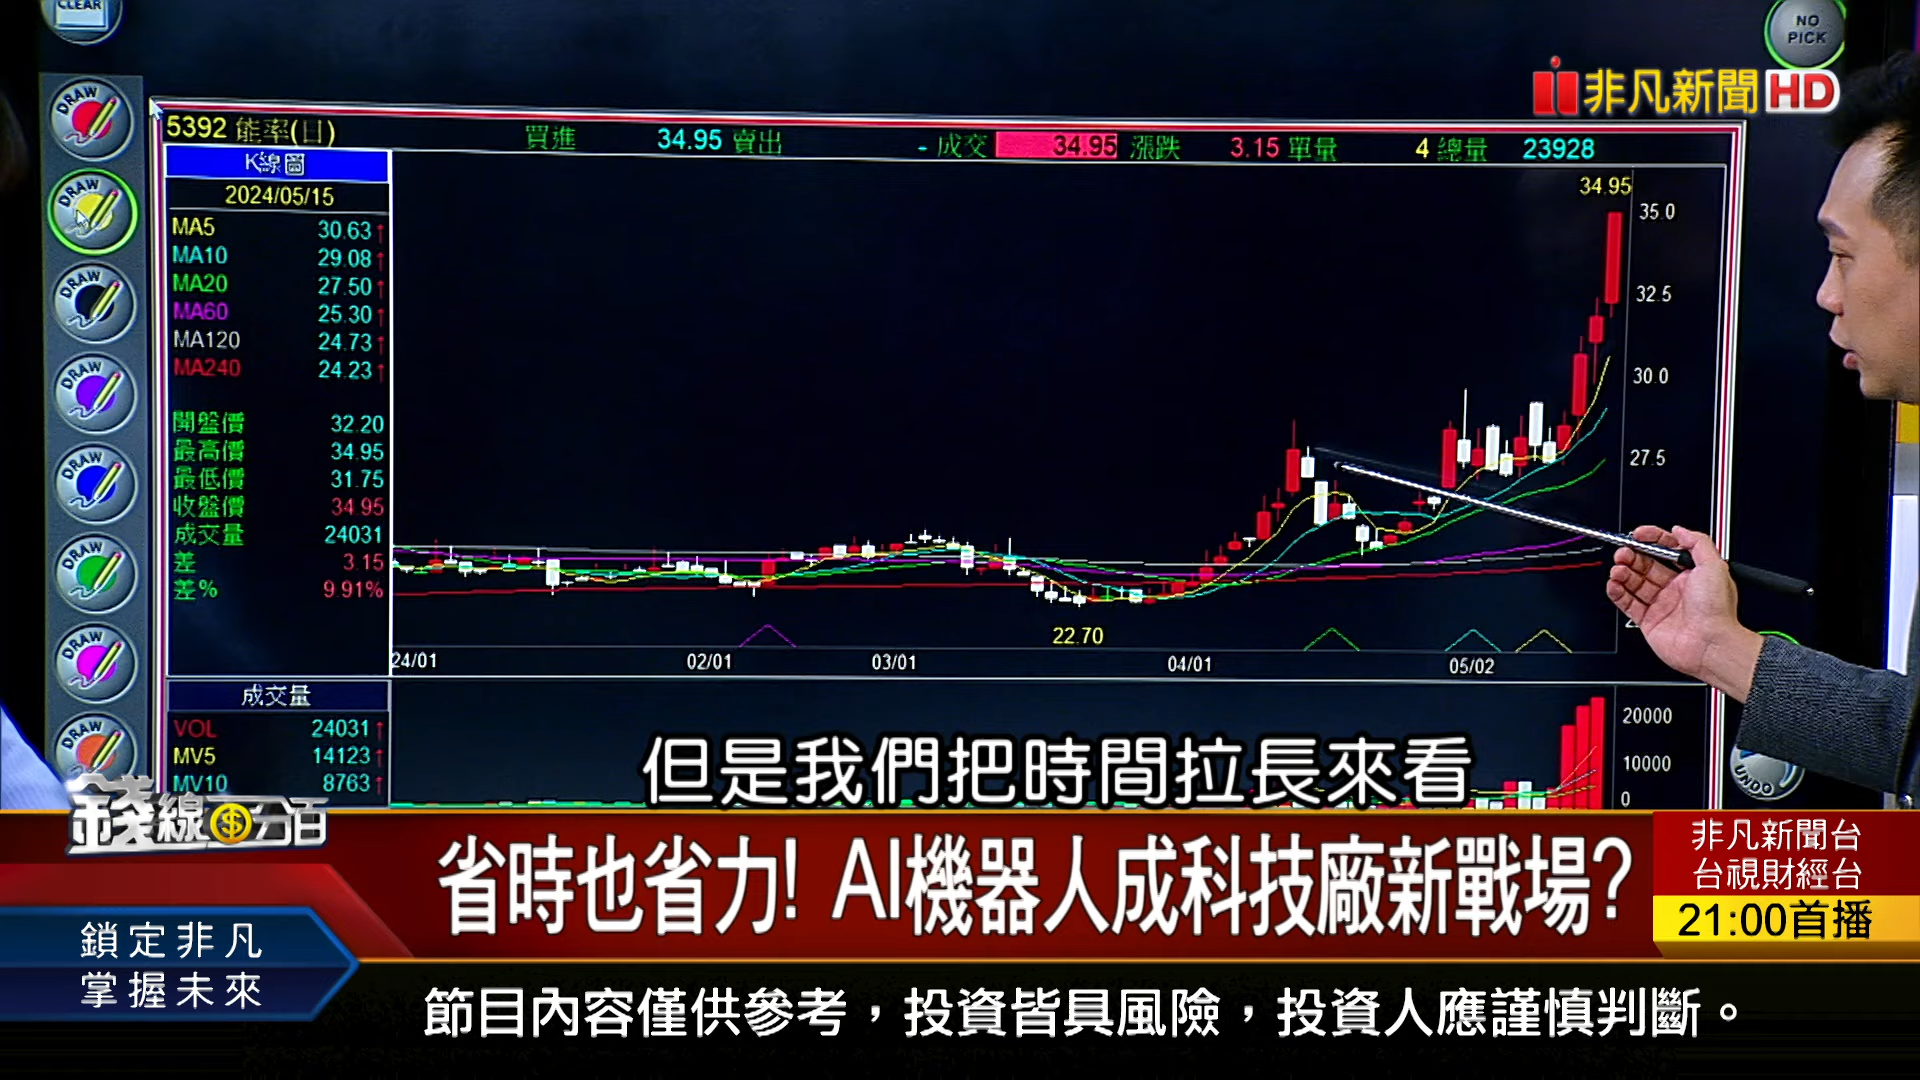 CLEAR
NO
PICK
非凡新聞HD
DRAW
DRAW
DRAW
DRAW
DRAW
DRAW
DRAW
DRAW
5392 能率(日)
買進 34.95 賣出 - 成交 34.95 漲跌 3.15 單量 4 總量 23928
K線圖
2024/05/15
MA5 30.63↑
MA10 29.08↑
MA20 27.50↑
MA60 25.30↑
MA120 24.73↑
MA240 24.23↑
開盤價 32.20
最高價 34.95
最低價 31.75
收盤價 34.95
成交量 24031
差 3.15
差% 9.91%
34.95
35.0
32.5
30.0
27.5
22.70
24/01 02/01 03/01 04/01 05/02
成交量
VOL 24031↑
MV5 14123↑
MV10 8763↑
20000
10000
0
UNDO
但是我們把時間拉長來看
錢線百分百
省時也省力! AI機器人成科技廠新戰場?
非凡新聞台
台視財經台
21:00首播
鎖定非凡
掌握未來
節目內容僅供參考，投資皆具風險，投資人應謹慎判斷。